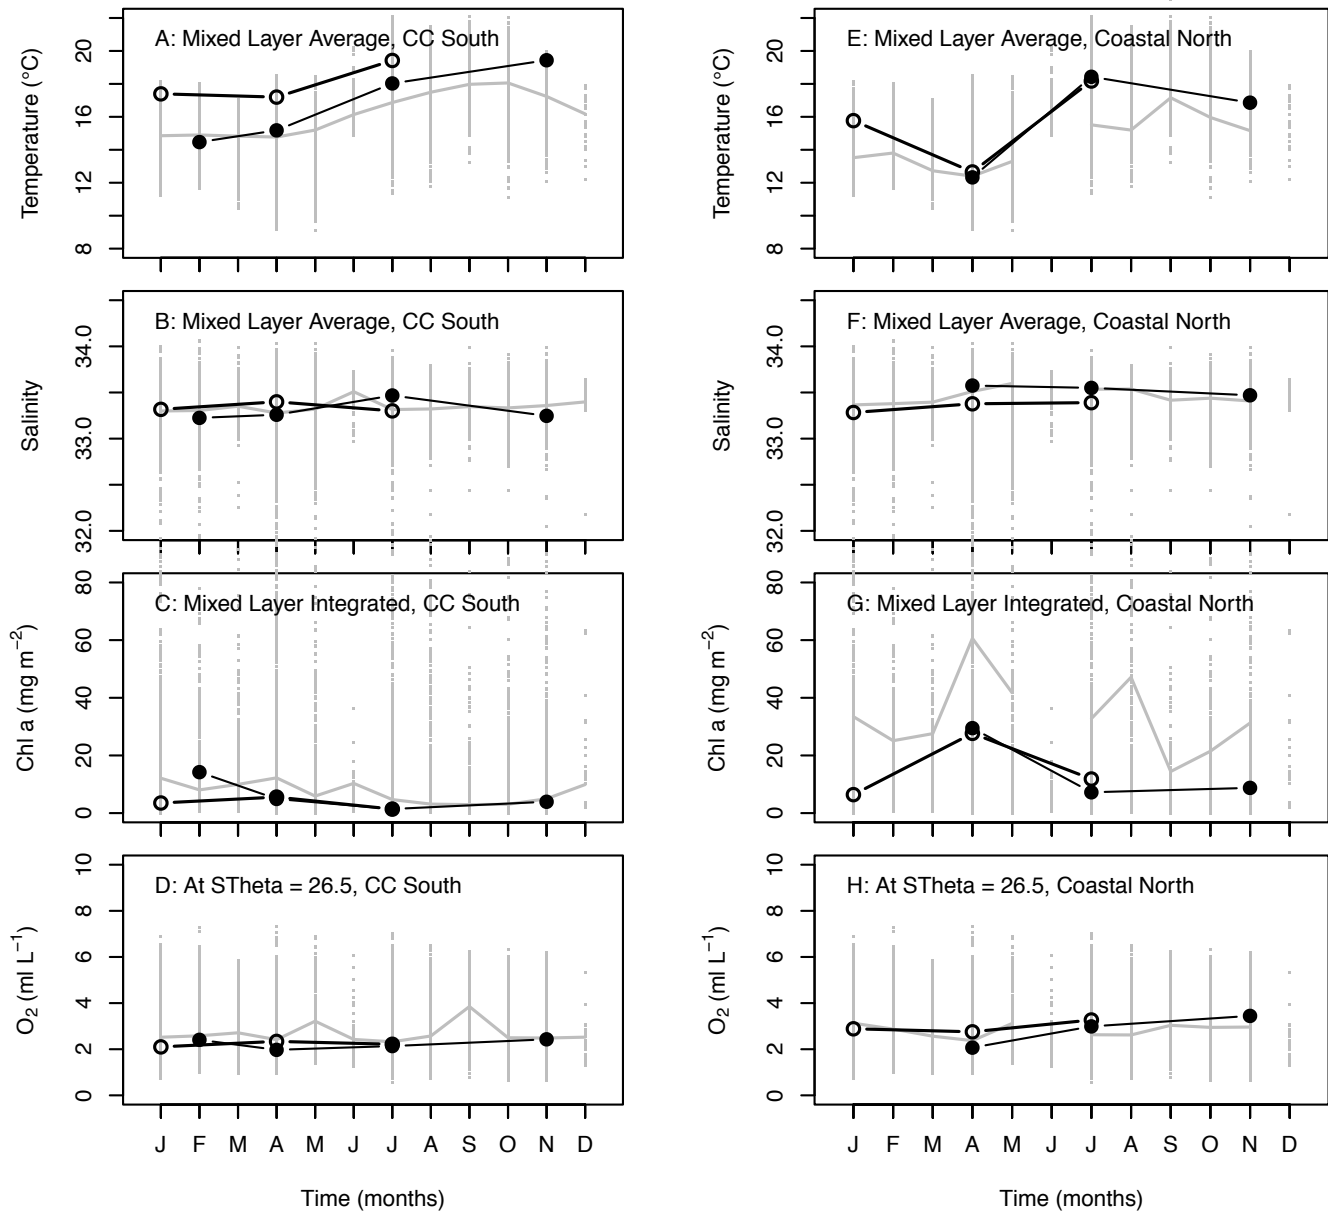 A: Mixed Layer Average, CC South
Temperature (°C)
20
16
12
8
E: Mixed Layer Average, Coastal North
Temperature (°C)
20
16
12
8
B: Mixed Layer Average, CC South
Salinity
34.0
33.0
32.0
F: Mixed Layer Average, Coastal North
Salinity
34.0
33.0
32.0
C: Mixed Layer Integrated, CC South
Chl a (mg m−2)
80
60
40
20
0
G: Mixed Layer Integrated, Coastal North
Chl a (mg m−2)
80
60
40
20
0
D: At STheta = 26.5, CC South
O2 (ml L−1)
10
8
6
4
2
0
J F M A M J J A S O N D
Time (months)
H: At STheta = 26.5, Coastal North
O2 (ml L−1)
10
8
6
4
2
0
J F M A M J J A S O N D
Time (months)